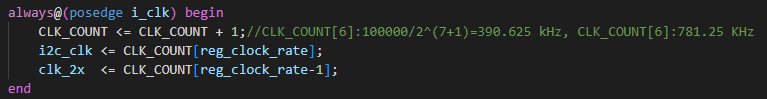 always@(posedge i_clk) begin
CLK_COUNT <= CLK_COUNT + 1;//CLK_COUNT[6]:100000/2^(7+1)=390.625 kHz, CLK_COUNT[6]:781.25 KHz
i2c_clk <= CLK_COUNT[reg_clock_rate];
clk_2x  <= CLK_COUNT[reg_clock_rate-1];
end